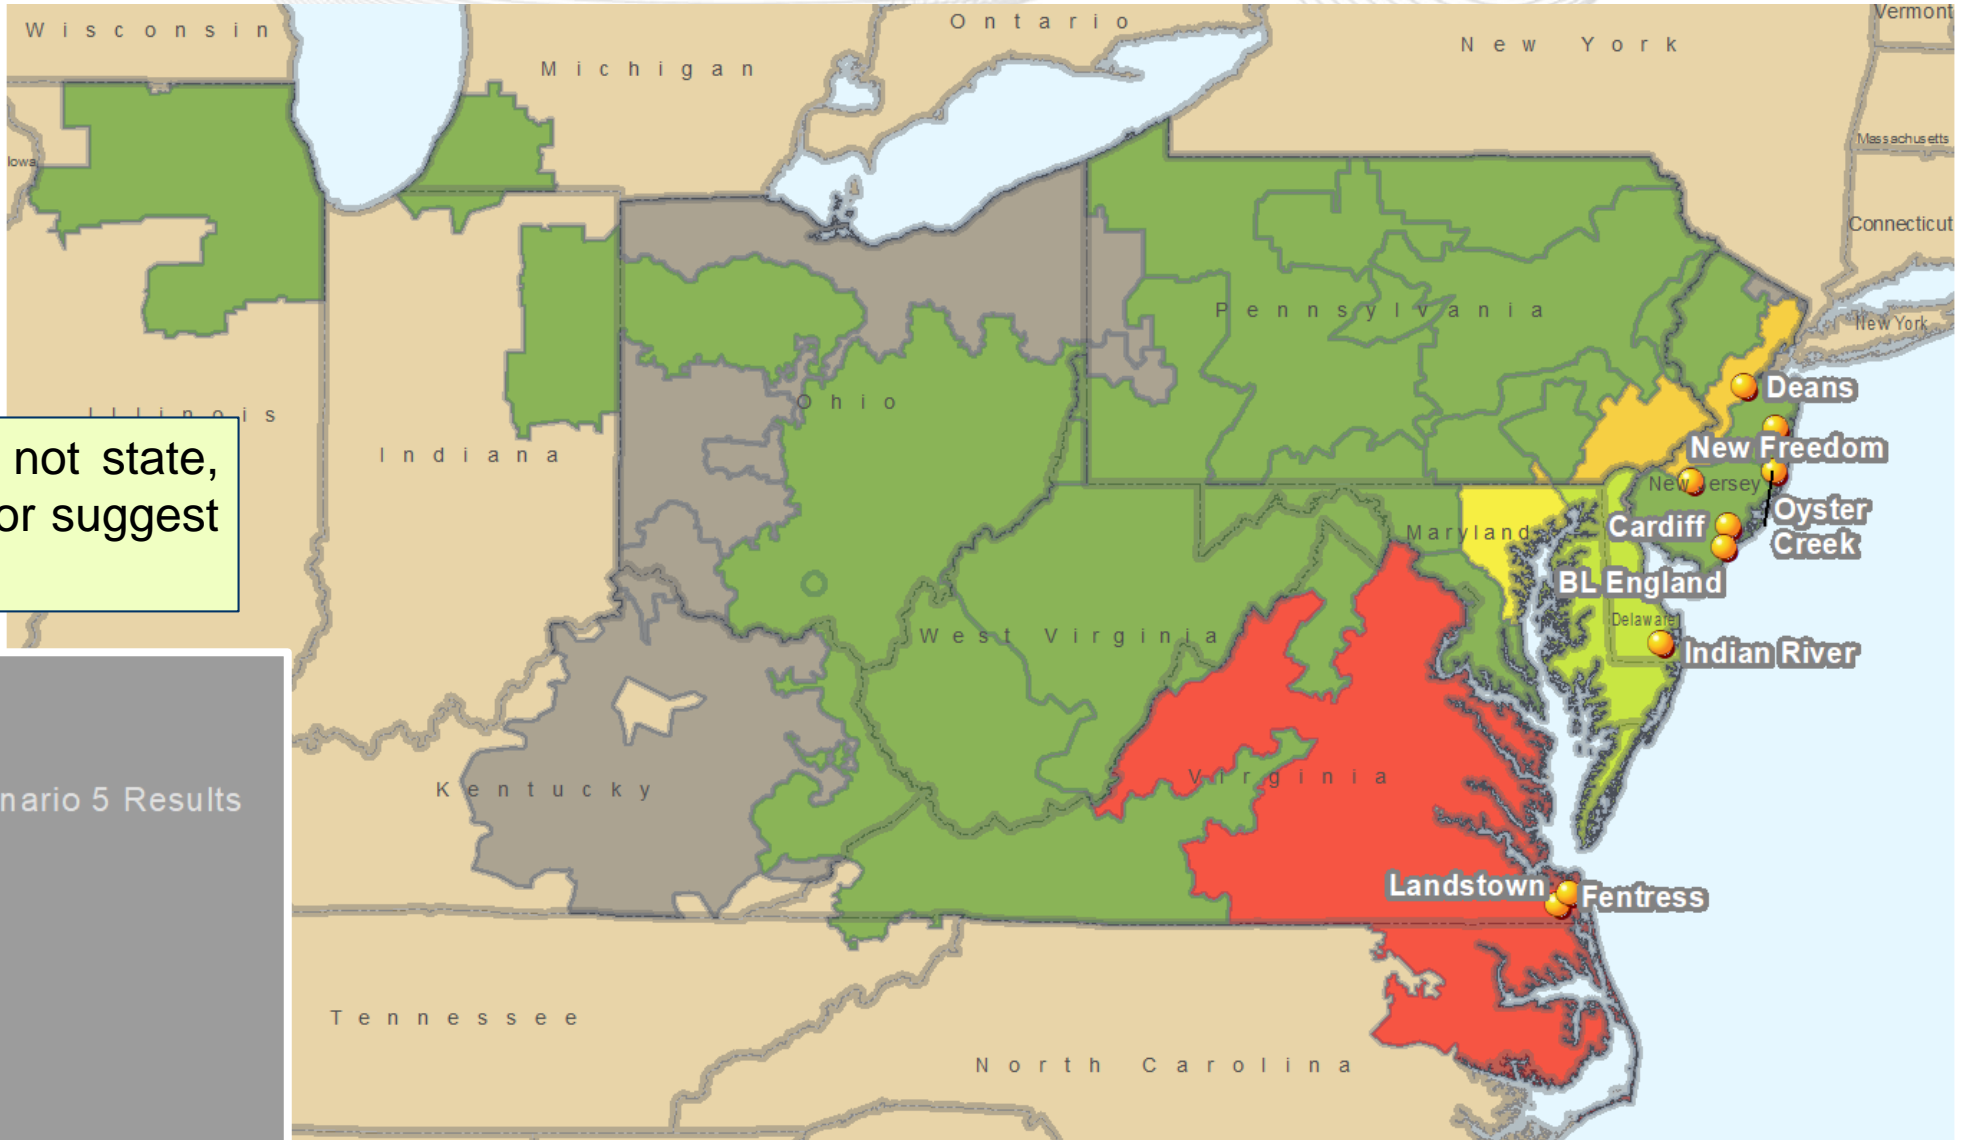 Wisconsin
Ontario
Vermont
Michigan
New York
Iowa
Massachusetts
Connecticut
Pennsylvania
New York
Deans
Illinois
Ohio
Indiana
not state,
or suggest
New Freedom
New Jersey
Oyster
Creek
Maryland
Cardiff
BL England
Delaware
West Virginia
Indian River
Kentucky
Virginia
nario 5 Results
Landstown
Fentress
Tennessee
North Carolina